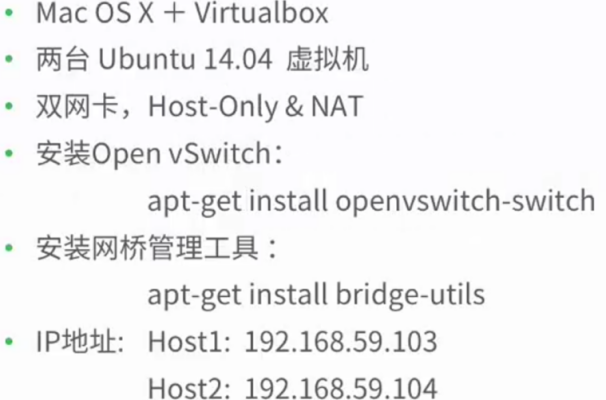 • Mac OS X + Virtualbox
• 两台 Ubuntu 14.04 虚拟机
• 双网卡，Host-Only & NAT
• 安装Open vSwitch：
apt-get install openvswitch-switch
• 安装网桥管理工具：
apt-get install bridge-utils
• IP地址: Host1: 192.168.59.103
Host2: 192.168.59.104